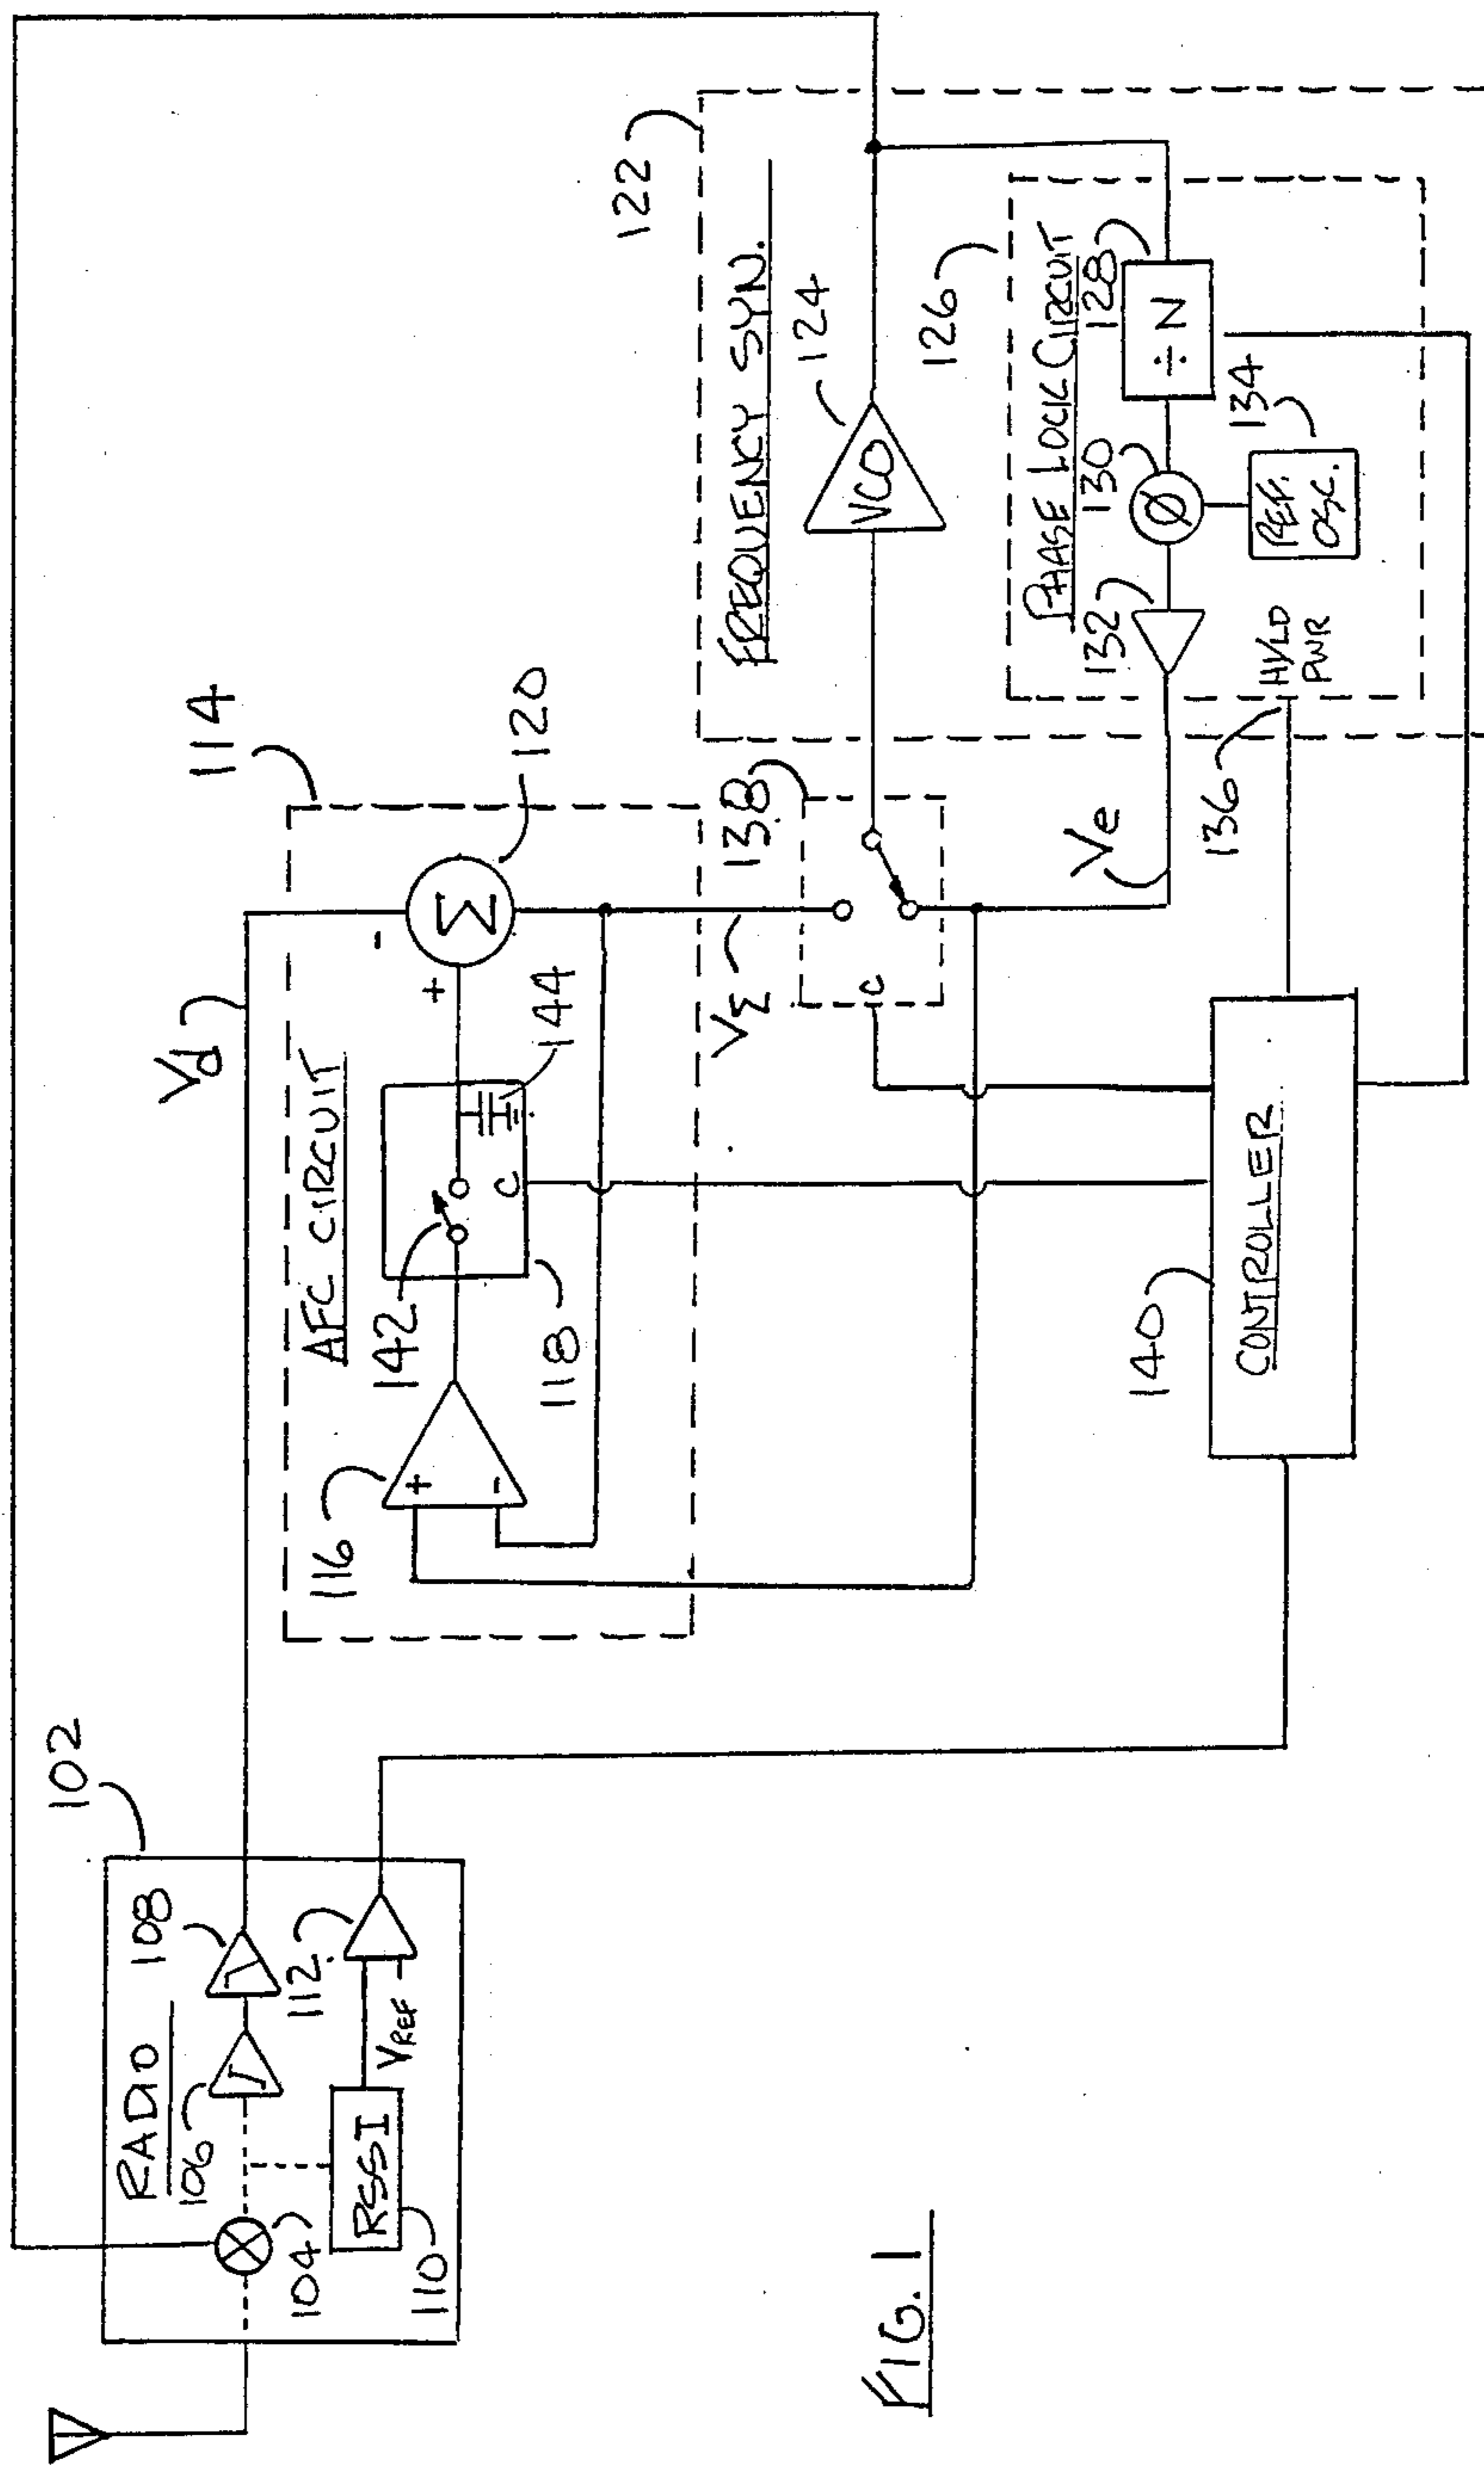 102
RADIO
106
108
104
110
RSSI
VREF
112
Vd
114
AFC CIRCUIT
116
+
-
142
118
C
144
+
-
Σ
120
VΣ
138
C
Ve
122
FREQUENCY SYN.
VCO
124
126
PHASE LOCK CIRCUIT
132
130
Ø
128
÷ N
134
REF.
OSC.
HI/LO
PWR
136
140
CONTROLLER
FIG. 1